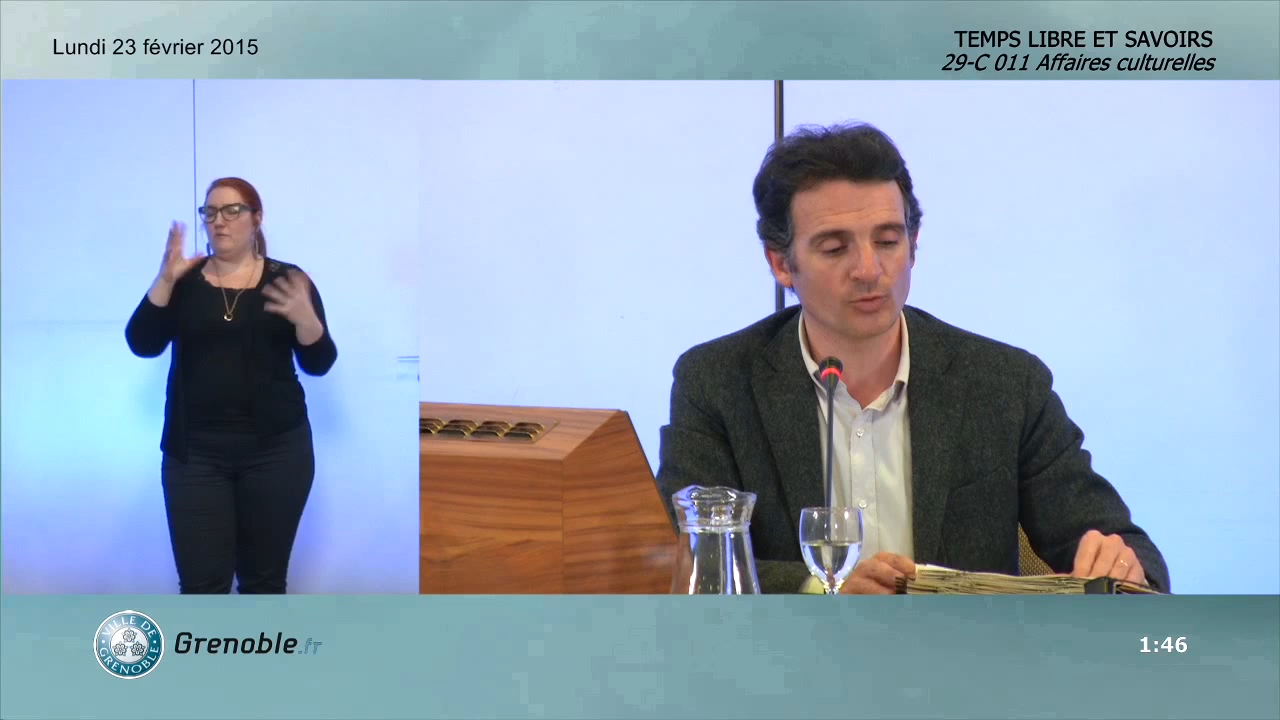 Lundi 23 février 2015
TEMPS LIBRE ET SAVOIRS
29-C 011 Affaires culturelles
VILLE DE
GRENOBLE
Grenoble.fr
1:46